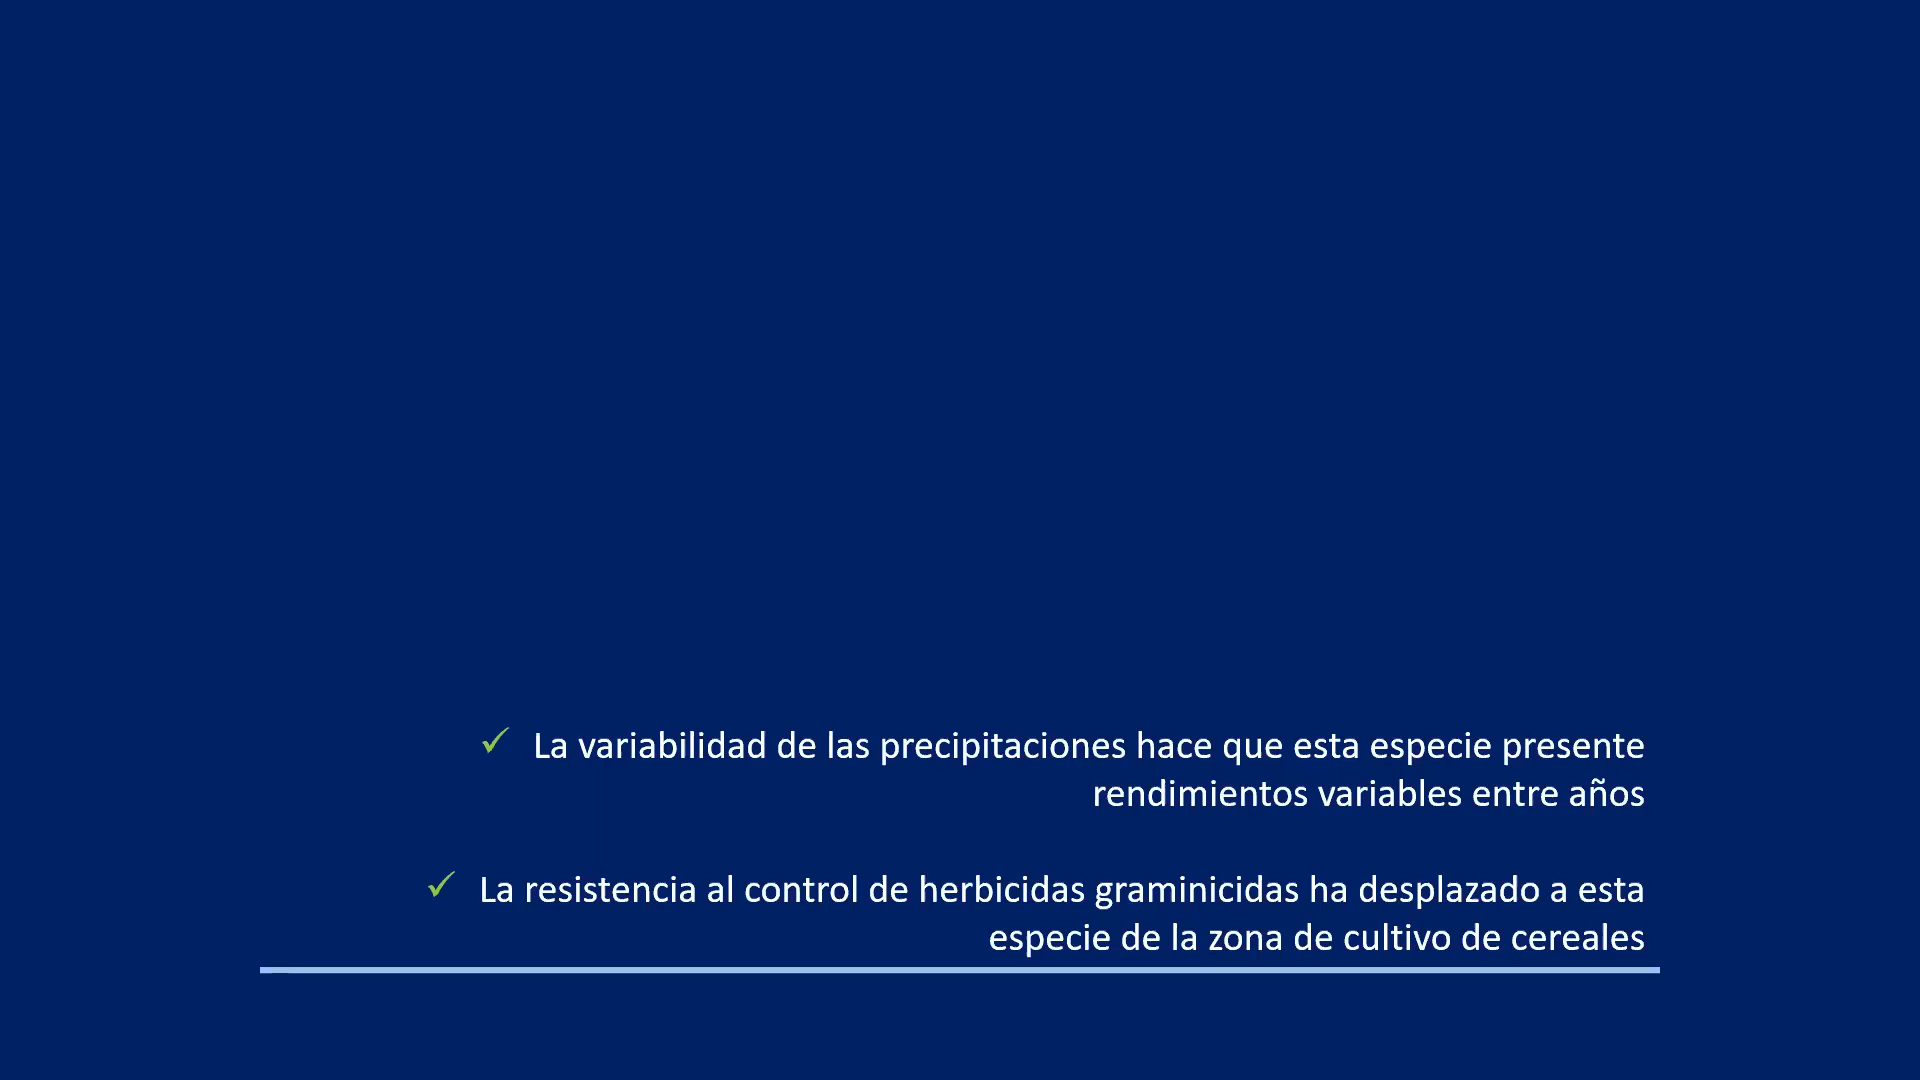 ✓ La variabilidad de las precipitaciones hace que esta especie presente
rendimientos variables entre años
✓ La resistencia al control de herbicidas graminicidas ha desplazado a esta
especie de la zona de cultivo de cereales